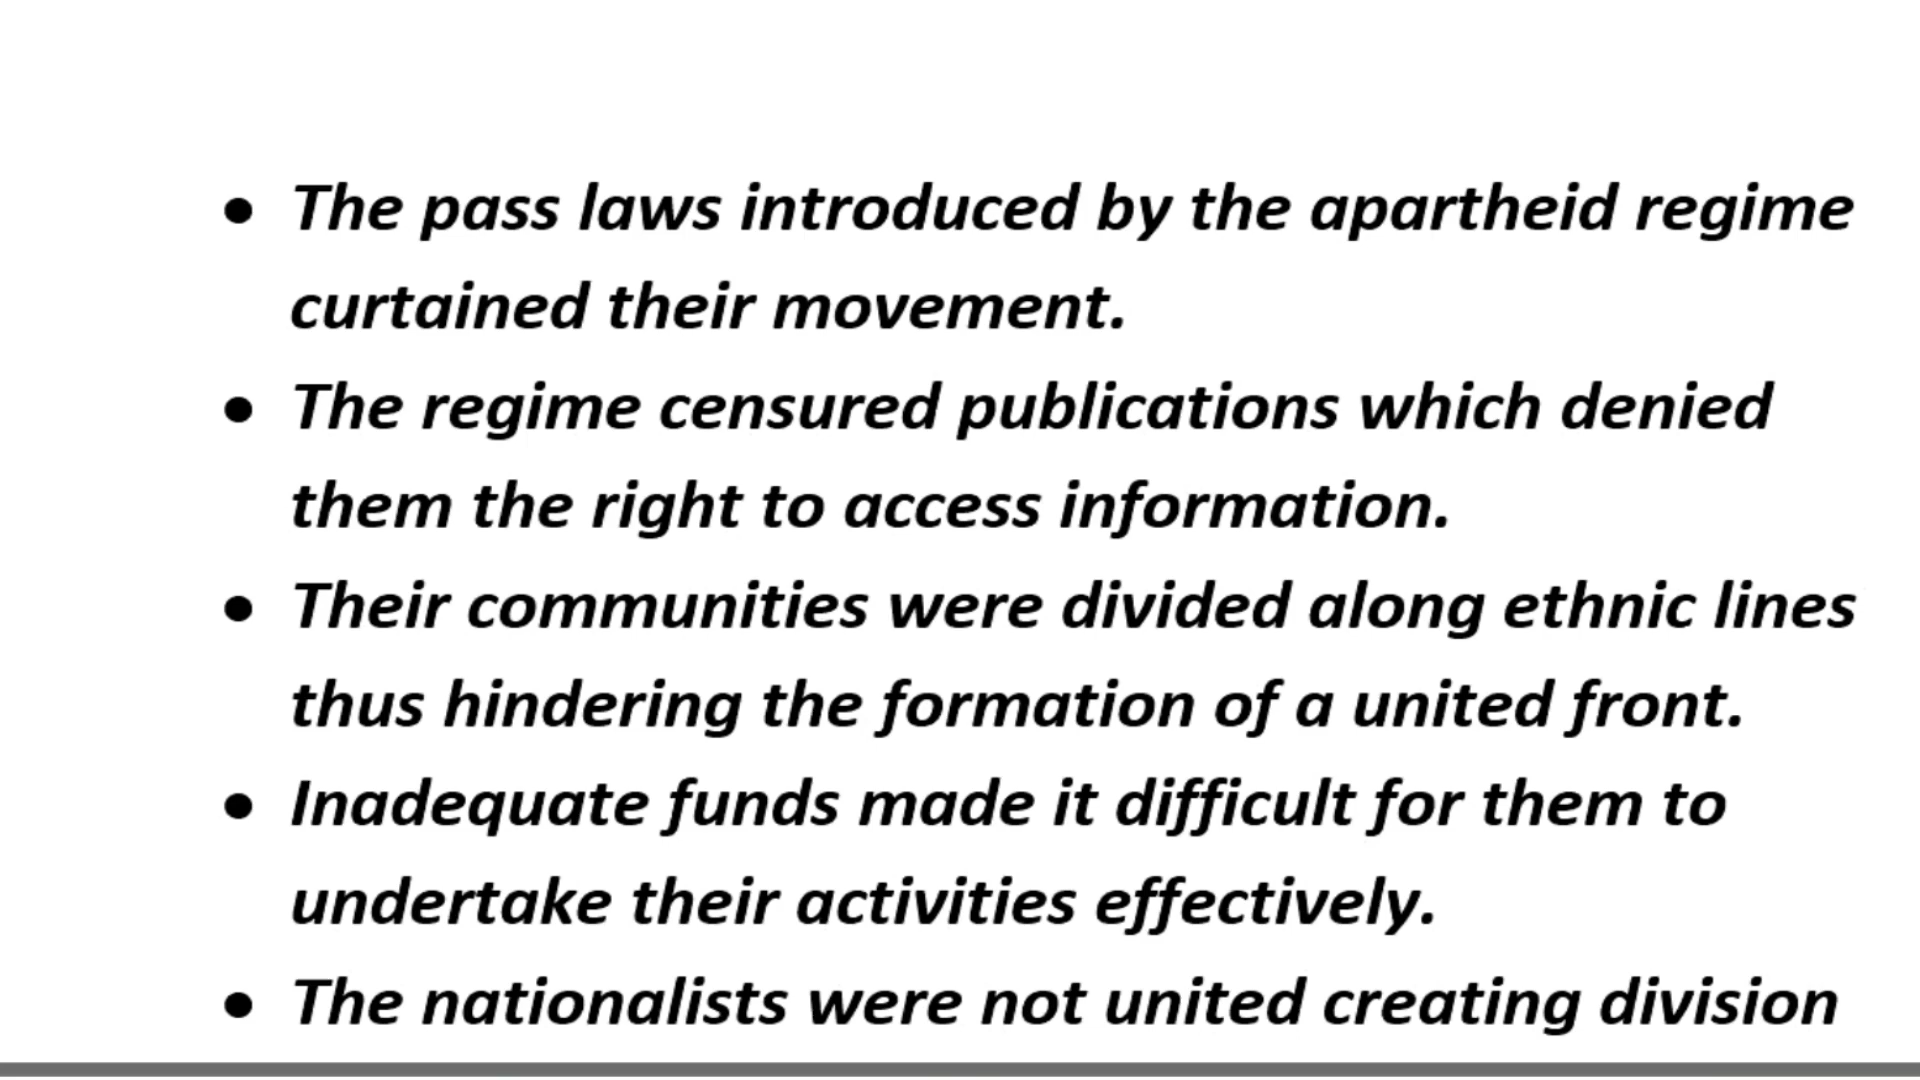 ● The pass laws introduced by the apartheid regime
curtained their movement.
● The regime censured publications which denied
them the right to access information.
● Their communities were divided along ethnic lines
thus hindering the formation of a united front.
● Inadequate funds made it difficult for them to
undertake their activities effectively.
● The nationalists were not united creating division